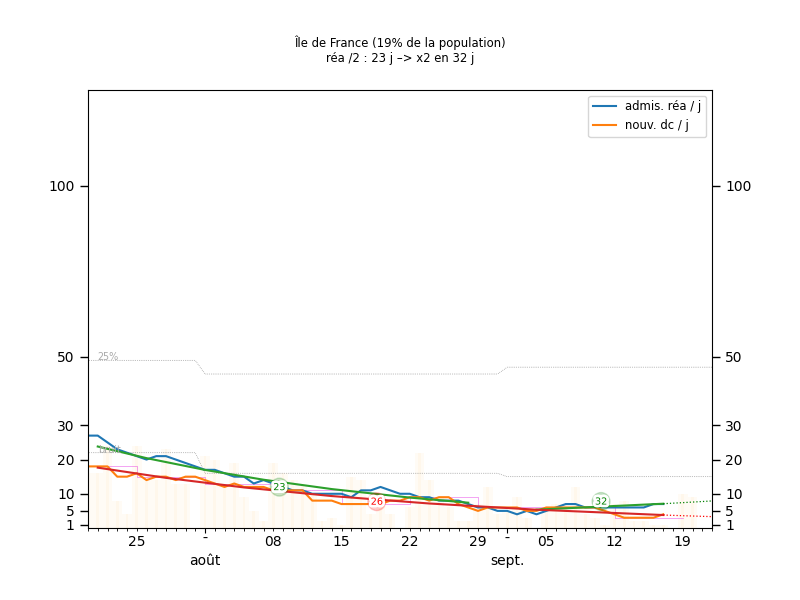 Île de France (19% de la population)
réa /2 : 23 j –> x2 en 32 j
admis. réa / j
nouv. dc / j
100 100
50 50
25%
30 30
20 20
10 10
23
26
32
5 5
1 1
25 - 08 15 22 29 - 05 12 19
août sept.